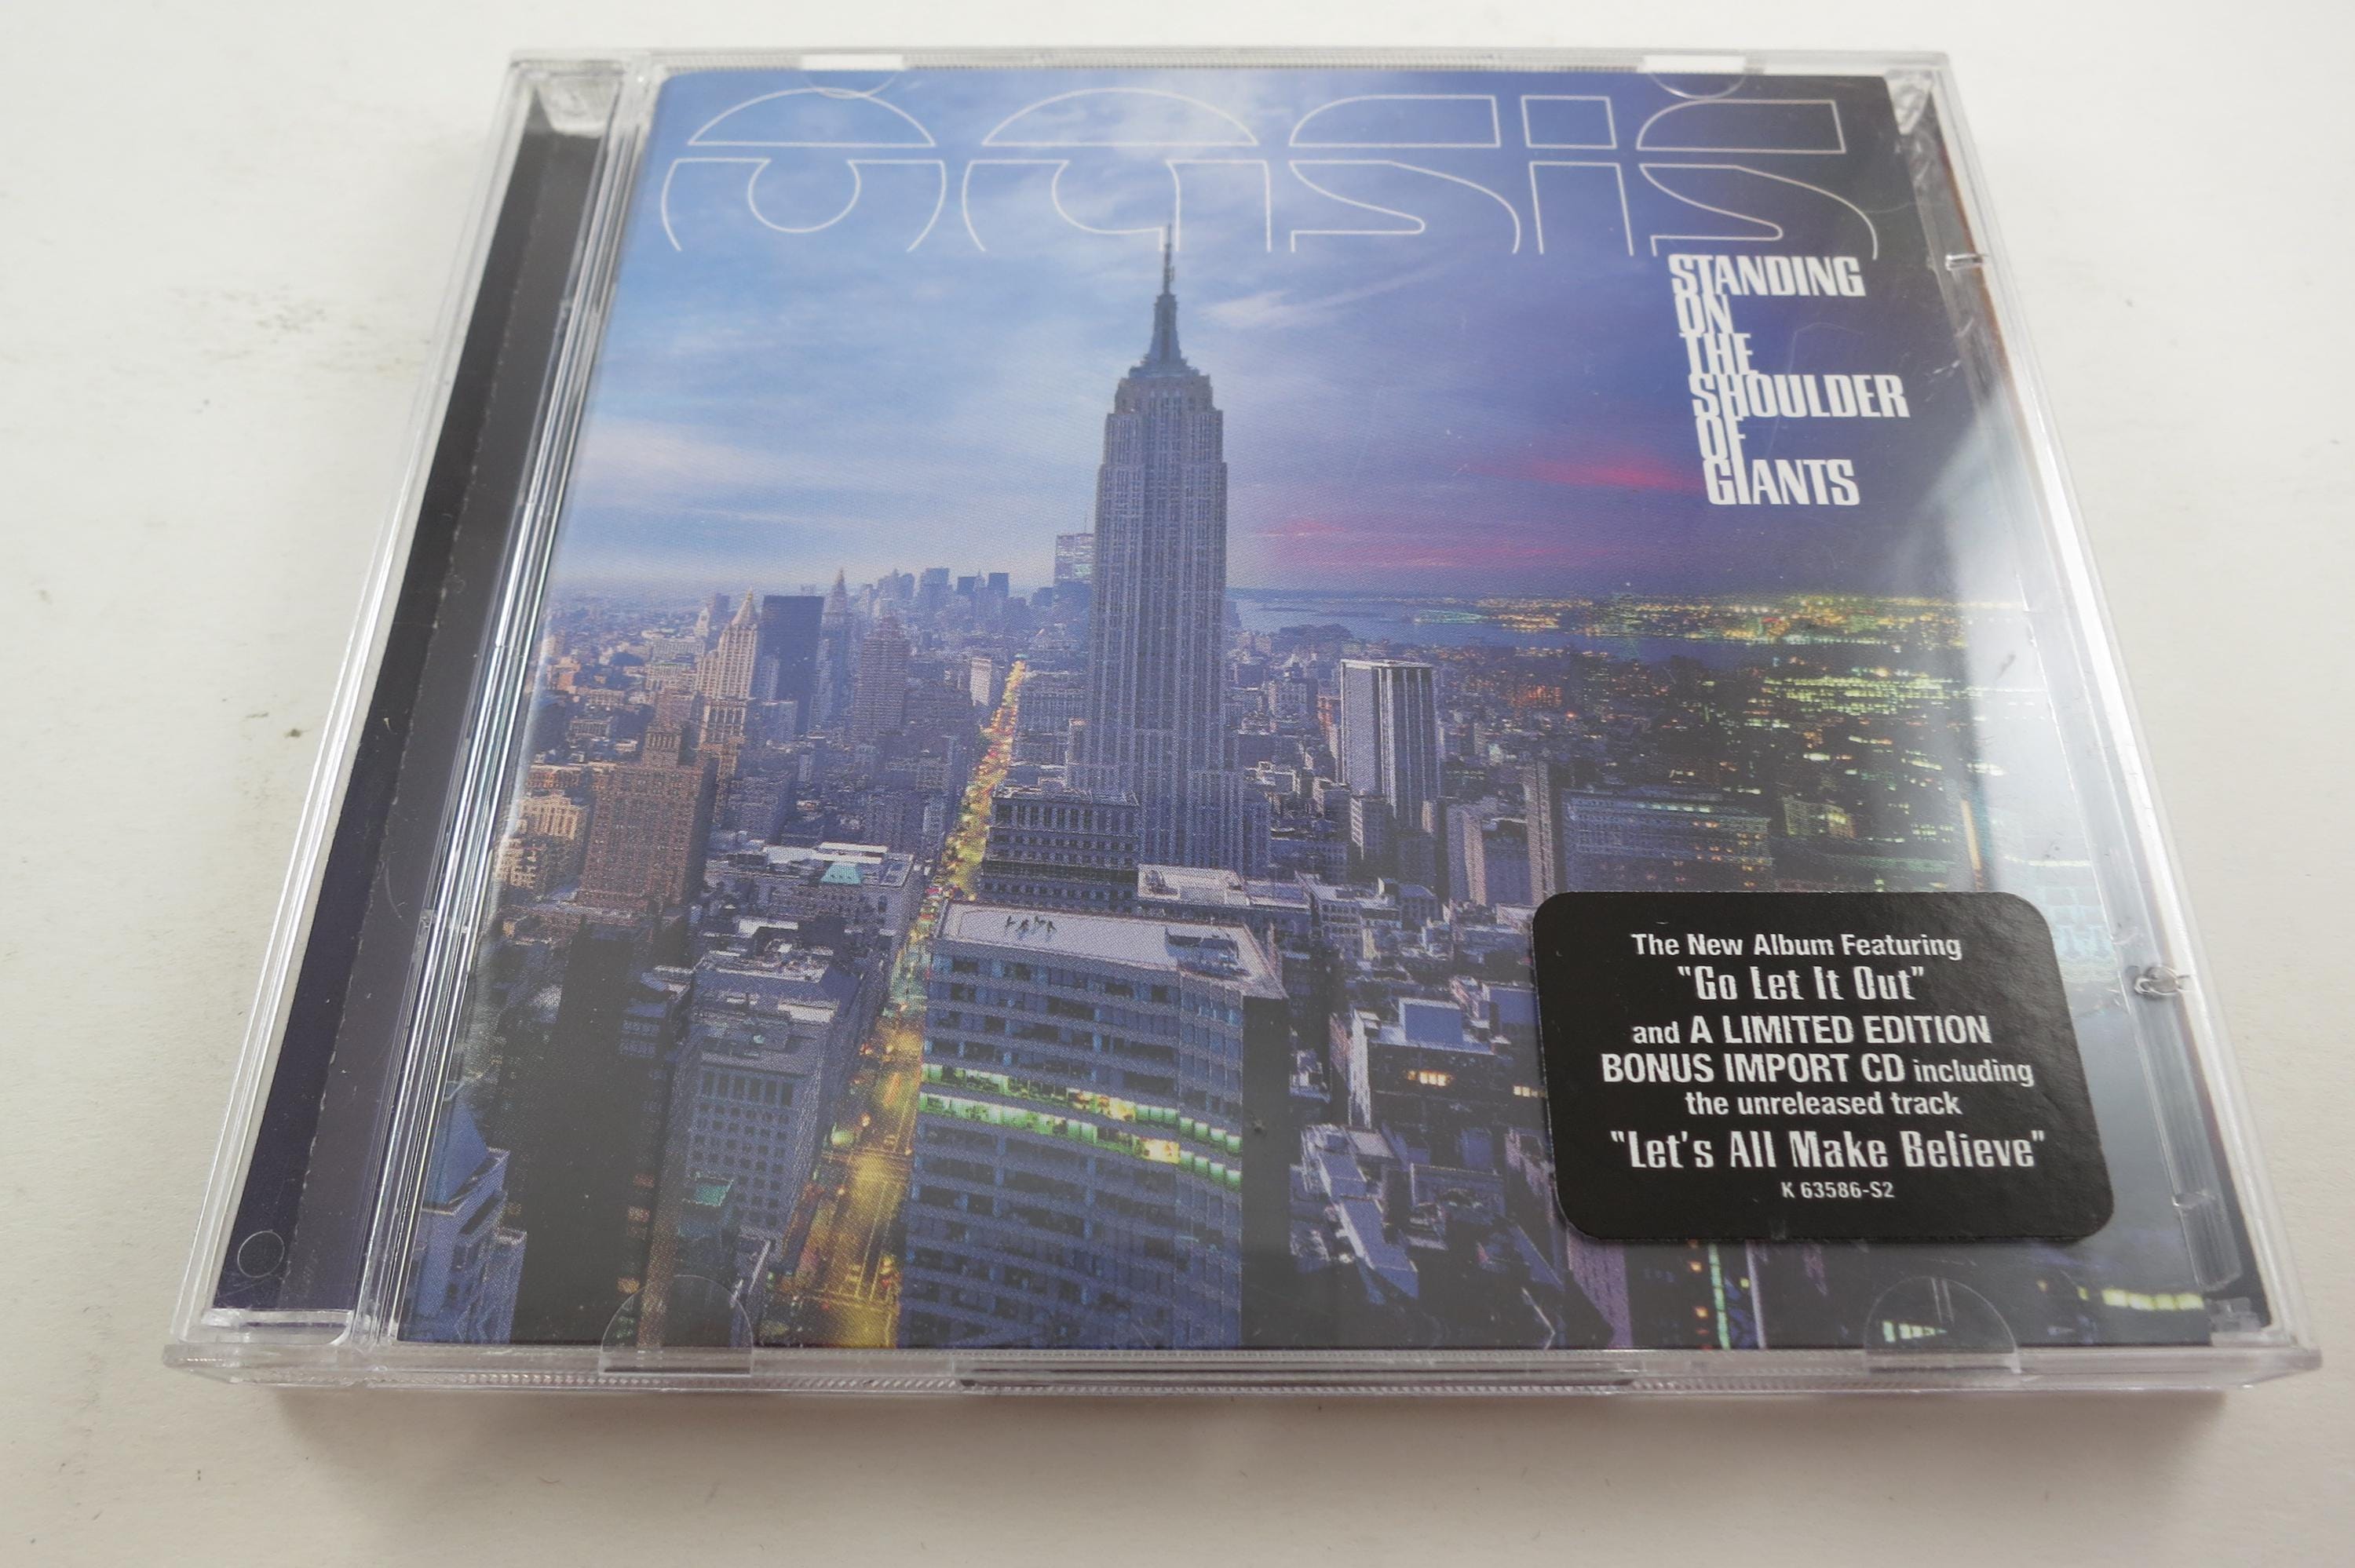 oasis
STANDING
ON
THE
SHOULDER
OF
GIANTS
The New Album Featuring
"Go Let It Out"
and A LIMITED EDITION
BONUS IMPORT CD including
the unreleased track
"Let's All Make Believe"
K 63586-S2